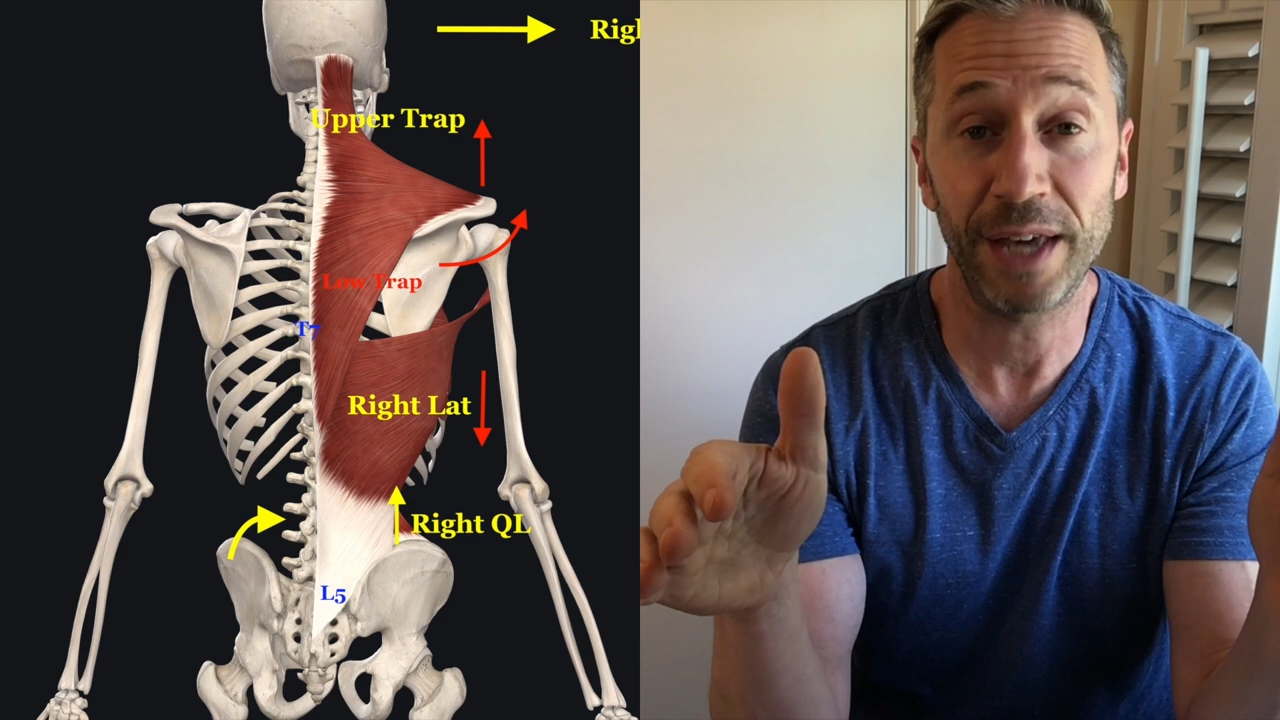 Righ
Upper Trap
Low Trap
T7
Right Lat
Right QL
L5